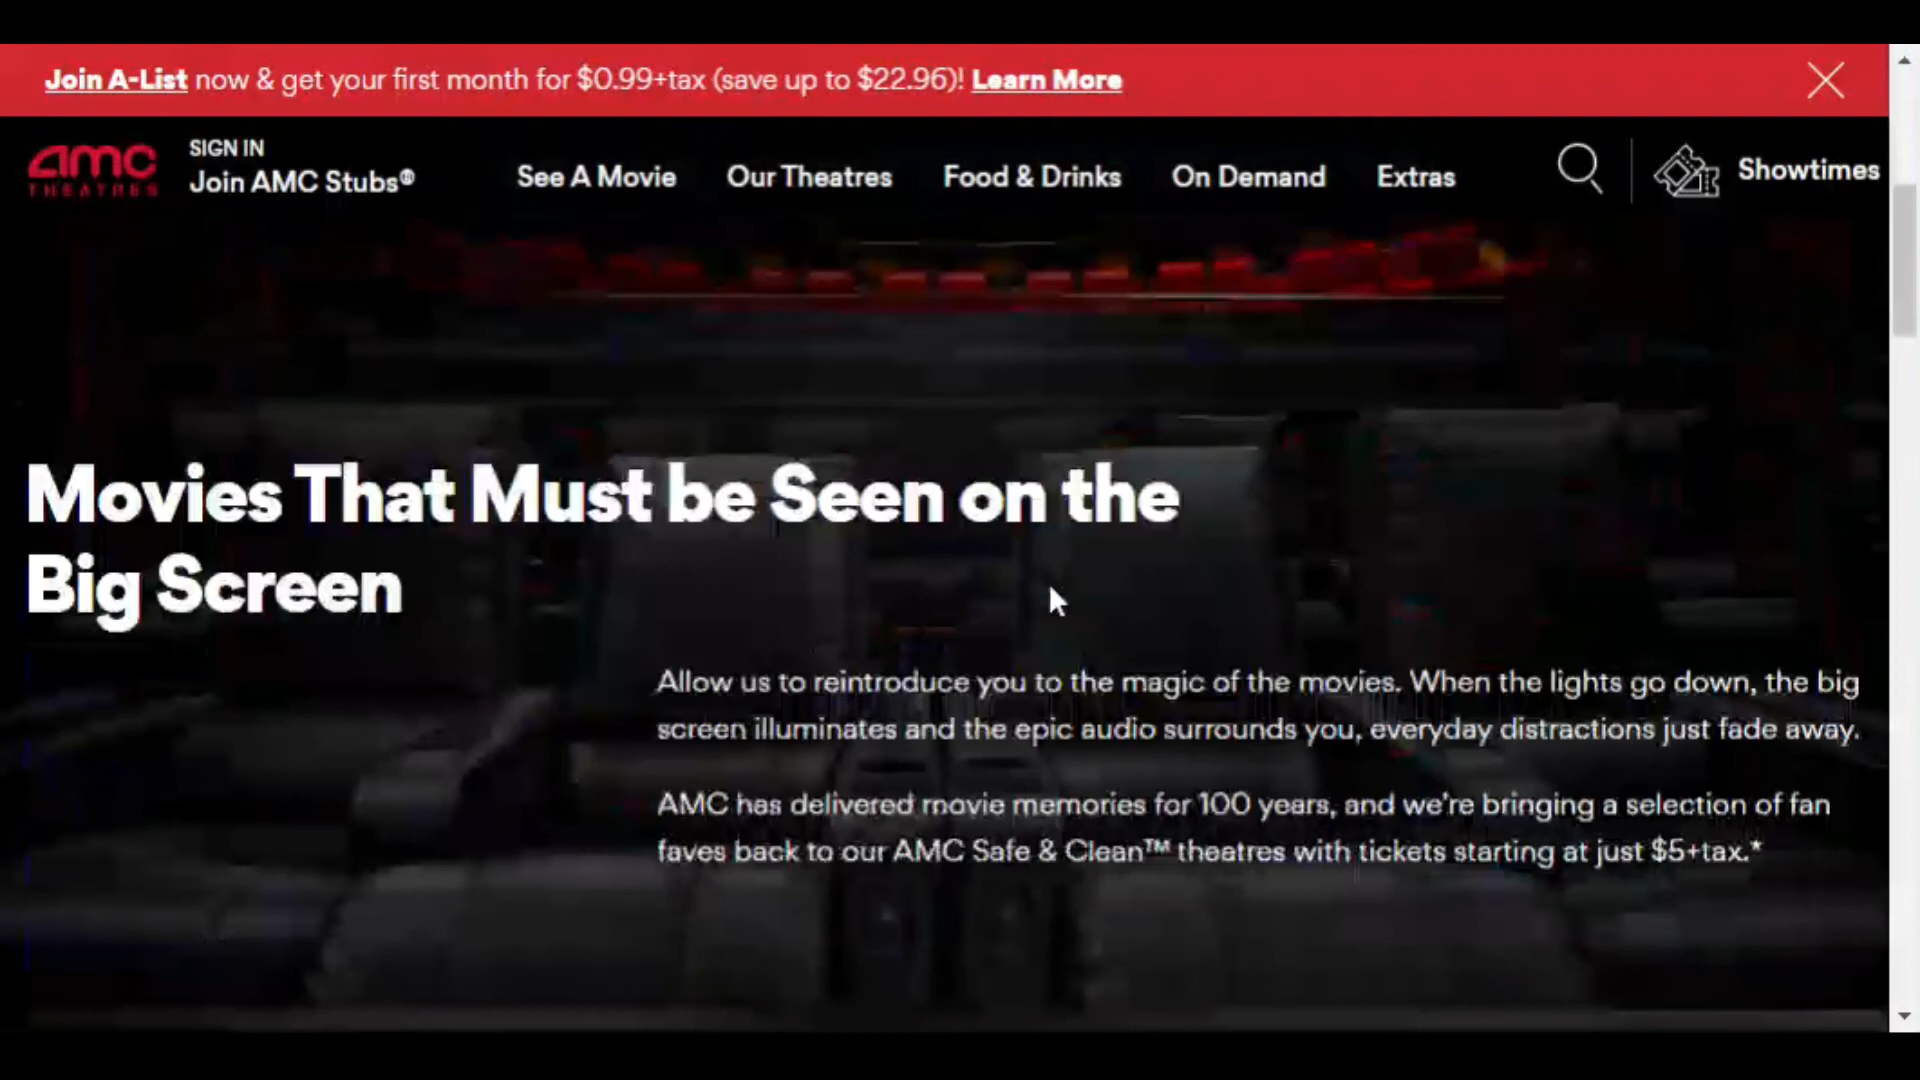 Join A-List now & get your first month for $0.99+tax (save up to $22.96)! Learn More
amc
THEATRES
SIGN IN
Join AMC Stubs®
See A Movie
Our Theatres
Food & Drinks
On Demand
Extras
Showtimes
Movies That Must be Seen on the
Big Screen
Allow us to reintroduce you to the magic of the movies. When the lights go down, the big
screen illuminates and the epic audio surrounds you, everyday distractions just fade away.
AMC has delivered movie memories for 100 years, and we're bringing a selection of fan
faves back to our AMC Safe & Clean™ theatres with tickets starting at just $5+tax.*